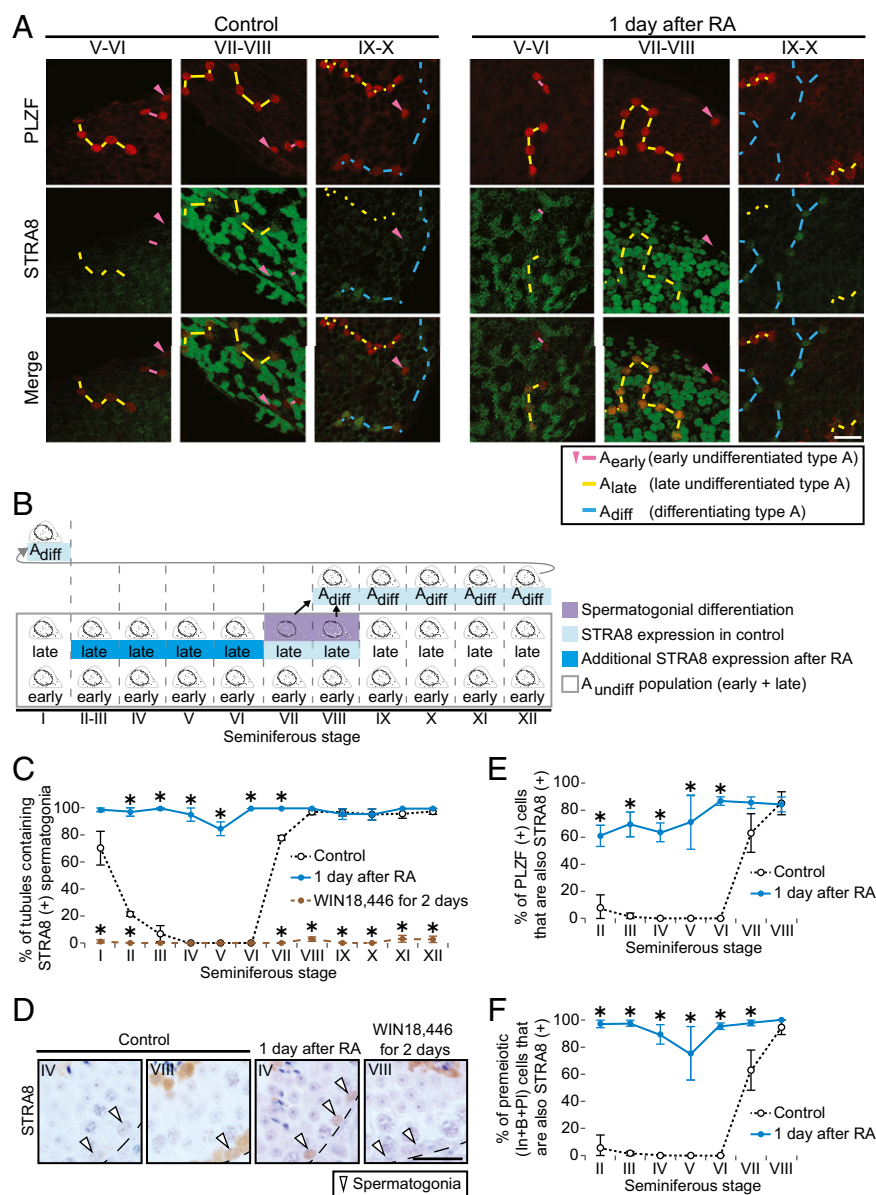 A
Control
1 day after RA
V-VI
VII-VIII
IX-X
V-VI
VII-VIII
IX-X
PLZF
STRA8
Merge
Aearly (early undifferentiated type A)
Alate (late undifferentiated type A)
Adiff (differentiating type A)
B
Adiff
Adiff Adiff Adiff Adiff Adiff
late late late late late late late late late late late
early early early early early early early early early early early
I II-III IV V VI VII VIII IX X XI XII
Seminiferous stage
Spermatogonial differentiation
STRA8 expression in control
Additional STRA8 expression after RA
Aundiff population (early + late)
C
% of tubules containing
STRA8 (+) spermatogonia
100
80
60
40
20
0
* * * * * *
Control
1 day after RA
WIN18,446 for 2 days
* * * * * * * *
I II III IV V VI VII VIII IX X XI XII
Seminiferous stage
D
Control
1 day after RA
WIN18,446
for 2 days
STRA8
IV
VIII
IV
VIII
Spermatogonia
E
% of PLZF (+) cells
that are also STRA8 (+)
100
80
60
40
20
0
* * * * *
Control
1 day after RA
II III IV V VI VII VIII
Seminiferous stage
F
% of premeiotic
(In+B+Pl) cells that
are also STRA8 (+)
100
80
60
40
20
0
* * * * * *
Control
1 day after RA
II III IV V VI VII VIII
Seminiferous stage